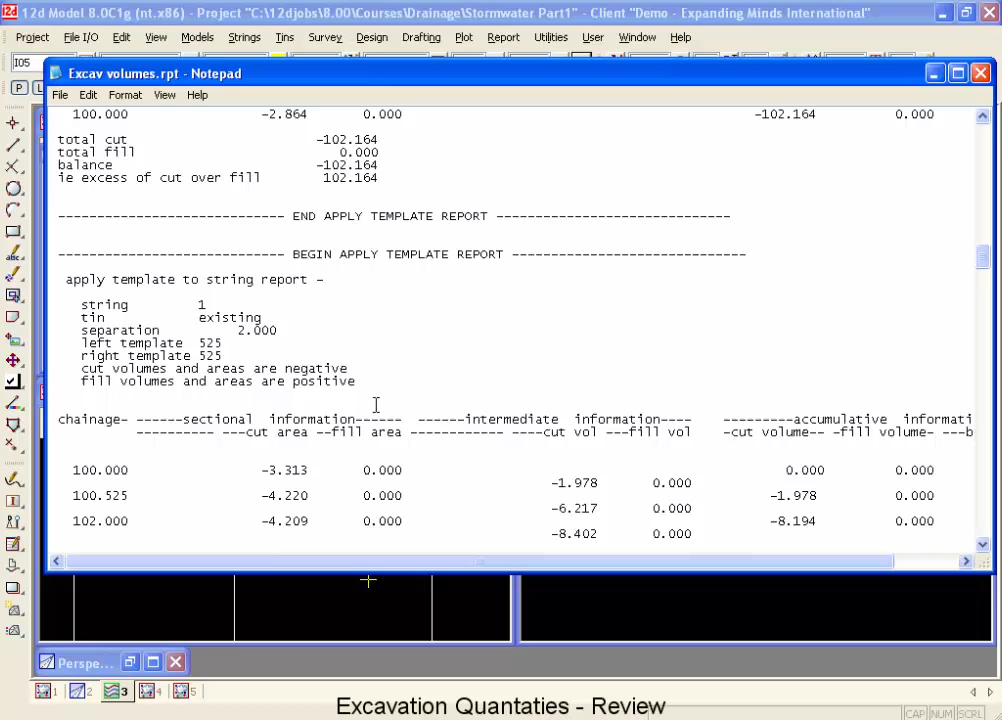 12d Model 8.0C1g (nt.x86) - Project "C:\12djobs\8.00\Courses\Drainage\Stormwater Part1" - Client "Demo - Expanding Minds International"
Project File I/O Edit View Models Strings Tins Survey Design Drafting Plot Report Utilities User Window Help
I05
Excav volumes.rpt - Notepad
P L
File Edit Format View Help
100.000 -2.864 0.000 -102.164 0.000
total cut -102.164
total fill 0.000
balance -102.164
ie excess of cut over fill 102.164
----------------------------- END APPLY TEMPLATE REPORT ------------------------------
----------------------------- BEGIN APPLY TEMPLATE REPORT ------------------------------
apply template to string report -
string 1
tin existing
separation 2.000
left template 525
right template 525
cut volumes and areas are negative
fill volumes and areas are positive
chainage- ------sectional information------ ------intermediate information---- ---------accumulative informati
---------- ---cut area --fill area ------------ ----cut vol ---fill vol -cut volume-- -fill volume- ---b
100.000 -3.313 0.000 0.000 0.000
-1.978 0.000
100.525 -4.220 0.000 -1.978 0.000
-6.217 0.000
102.000 -4.209 0.000 -8.194 0.000
-8.402 0.000
Perspe...
1 2 3 4 5
Excavation Quantaties - Review
CAP NUM SCRL